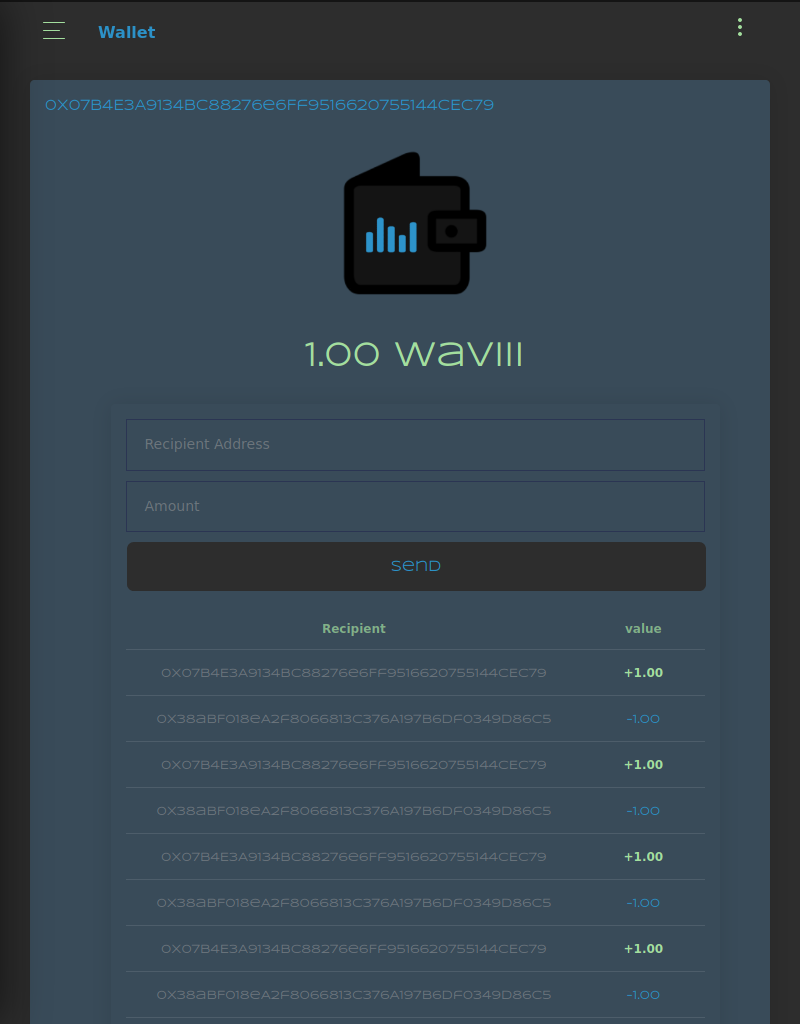 Wallet
0x07B4E3A9134BC88276e6FF9516620755144CEC79
1.00 WaVIII
Recipient Address
Amount
Send
Recipient value
0x07B4E3A9134BC88276e6FF9516620755144CEC79 +1.00
0x38aBF018eA2F8066813C376A197B6DF0349D86C5 -1.00
0x07B4E3A9134BC88276e6FF9516620755144CEC79 +1.00
0x38aBF018eA2F8066813C376A197B6DF0349D86C5 -1.00
0x07B4E3A9134BC88276e6FF9516620755144CEC79 +1.00
0x38aBF018eA2F8066813C376A197B6DF0349D86C5 -1.00
0x07B4E3A9134BC88276e6FF9516620755144CEC79 +1.00
0x38aBF018eA2F8066813C376A197B6DF0349D86C5 -1.00